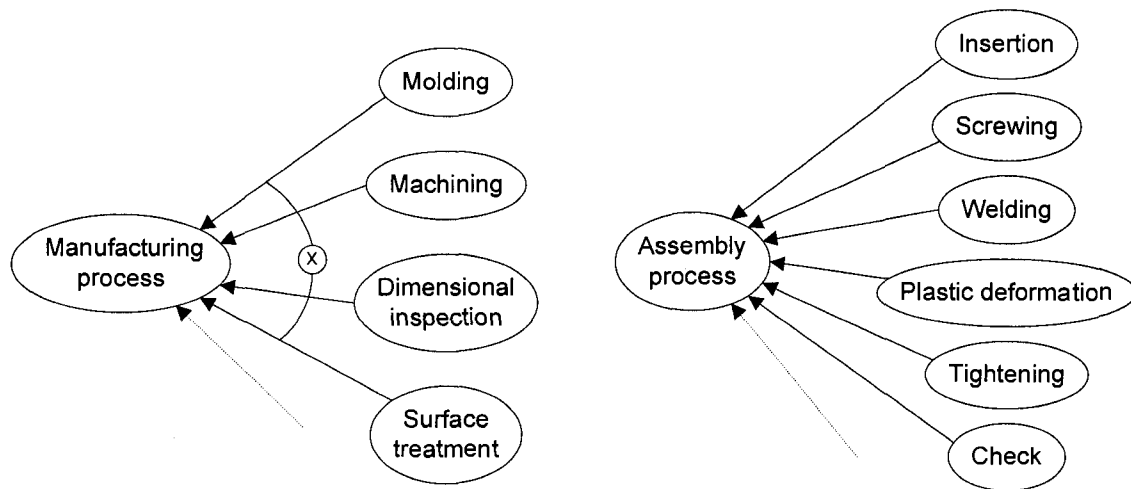 Molding
Machining
Manufacturing
process
X
Dimensional
inspection
Surface
treatment
Insertion
Screwing
Welding
Assembly
process
Plastic deformation
Tightening
Check